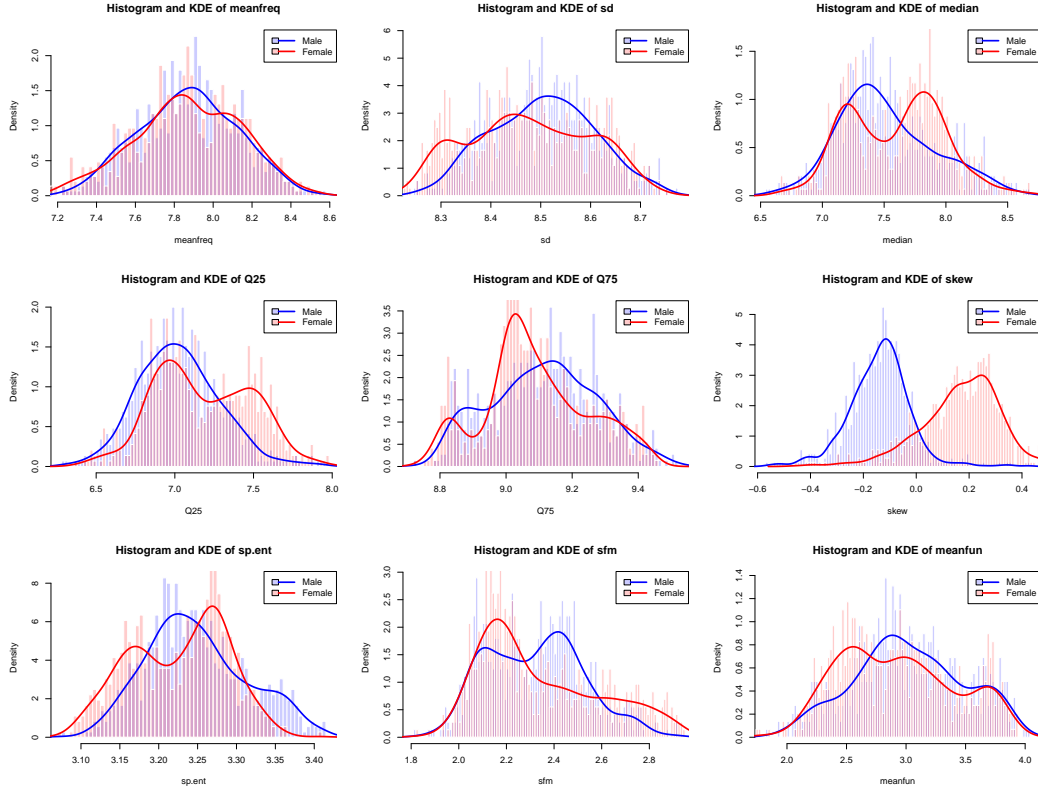 Histogram and KDE of meanfreq
Density
0.0 0.5 1.0 1.5 2.0
7.2 7.4 7.6 7.8 8.0 8.2 8.4 8.6
meanfreq
Male
Female
Histogram and KDE of sd
Density
0 1 2 3 4 5 6
8.3 8.4 8.5 8.6 8.7
sd
Male
Female
Histogram and KDE of median
Density
0.0 0.5 1.0 1.5
6.5 7.0 7.5 8.0 8.5
median
Male
Female
Histogram and KDE of Q25
Density
0.0 0.5 1.0 1.5 2.0
6.5 7.0 7.5 8.0
Q25
Male
Female
Histogram and KDE of Q75
Density
0.0 0.5 1.0 1.5 2.0 2.5 3.0 3.5
8.8 9.0 9.2 9.4
Q75
Male
Female
Histogram and KDE of skew
Density
0 1 2 3 4 5
−0.6 −0.4 −0.2 0.0 0.2 0.4
skew
Male
Female
Histogram and KDE of sp.ent
Density
0 2 4 6 8
3.10 3.15 3.20 3.25 3.30 3.35 3.40
sp.ent
Male
Female
Histogram and KDE of sfm
Density
0.0 0.5 1.0 1.5 2.0 2.5 3.0
1.8 2.0 2.2 2.4 2.6 2.8
sfm
Male
Female
Histogram and KDE of meanfun
Density
0.0 0.2 0.4 0.6 0.8 1.0 1.2 1.4
2.0 2.5 3.0 3.5 4.0
meanfun
Male
Female